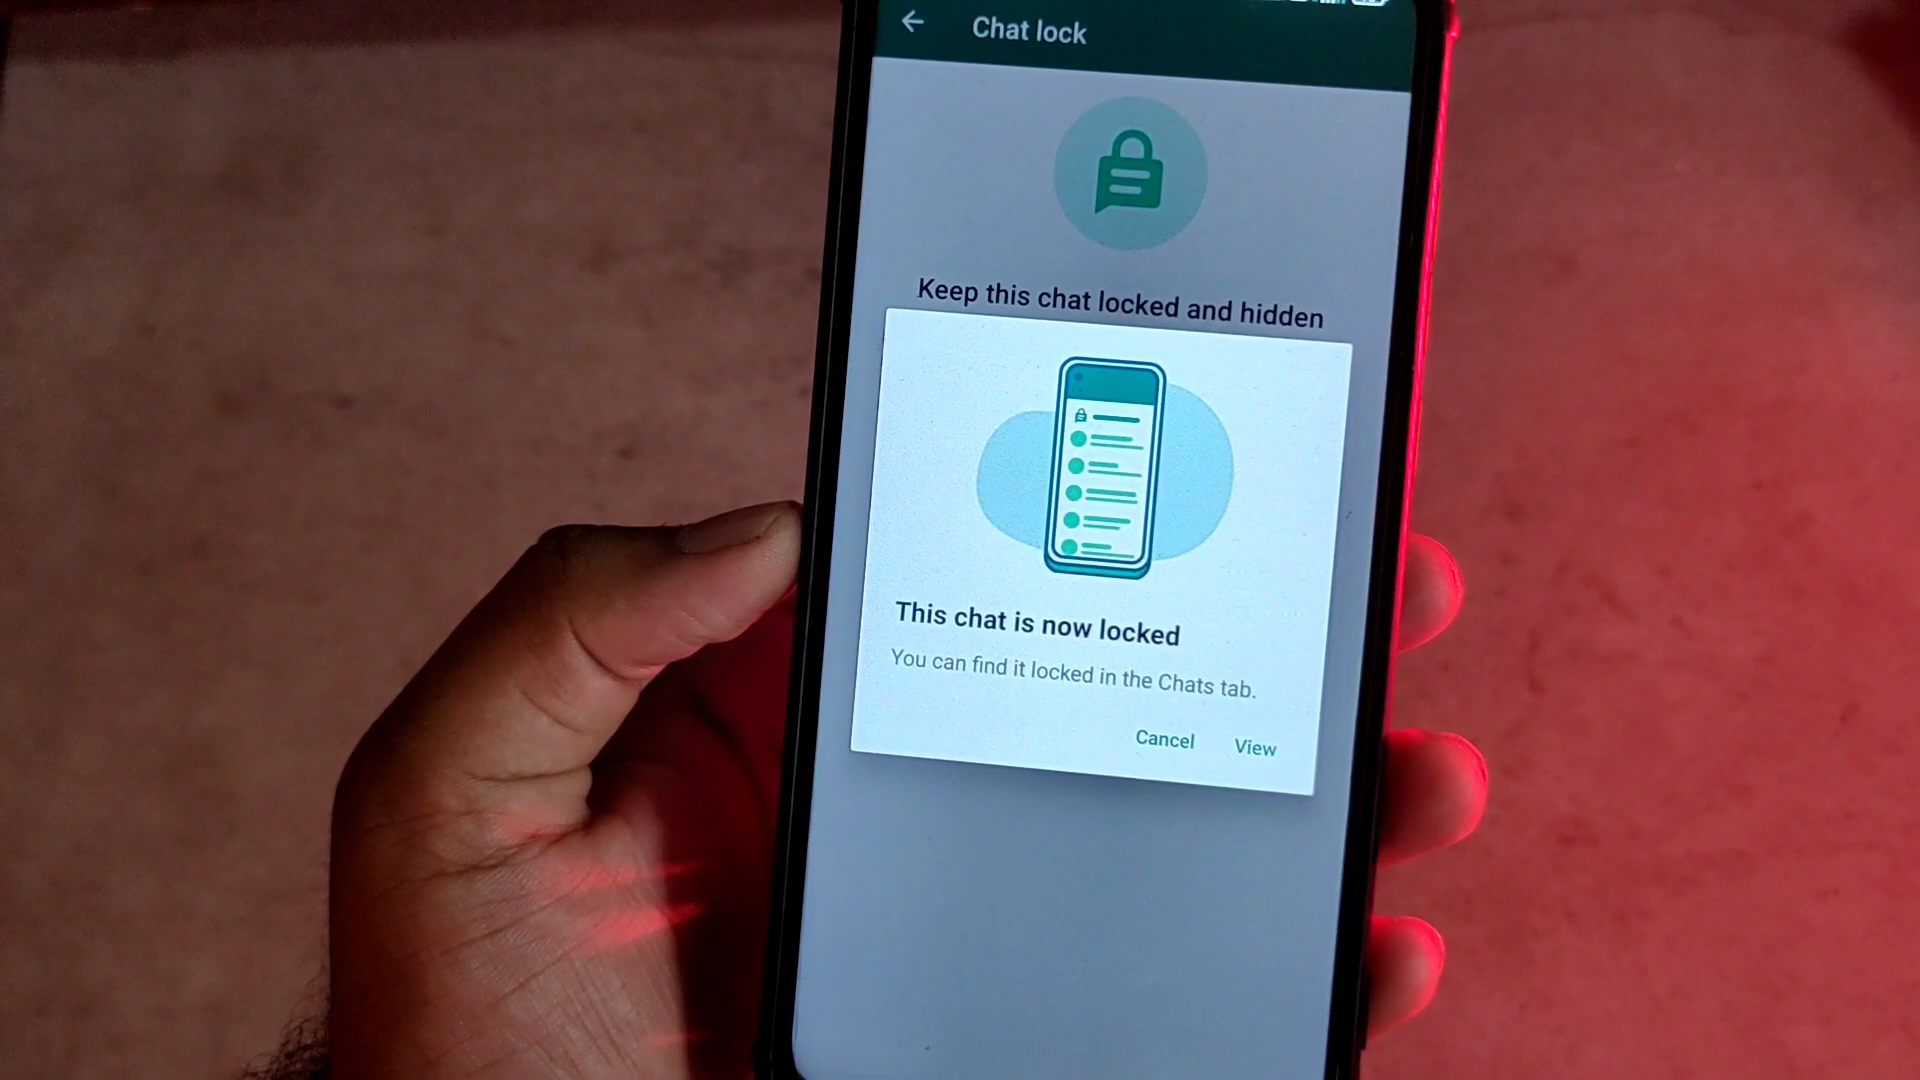 Chat lock
Keep this chat locked and hidden
This chat is now locked
You can find it locked in the Chats tab.
Cancel View